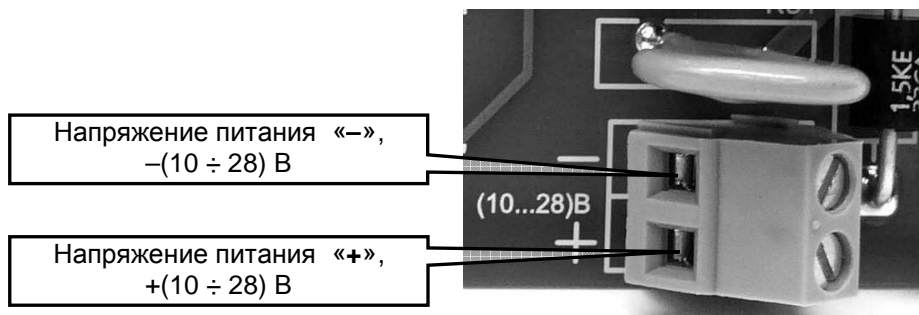 Напряжение питания «–»,
–(10 ÷ 28) В
Напряжение питания «+»,
+(10 ÷ 28) В
–
(10...28)В
+
1,5KE